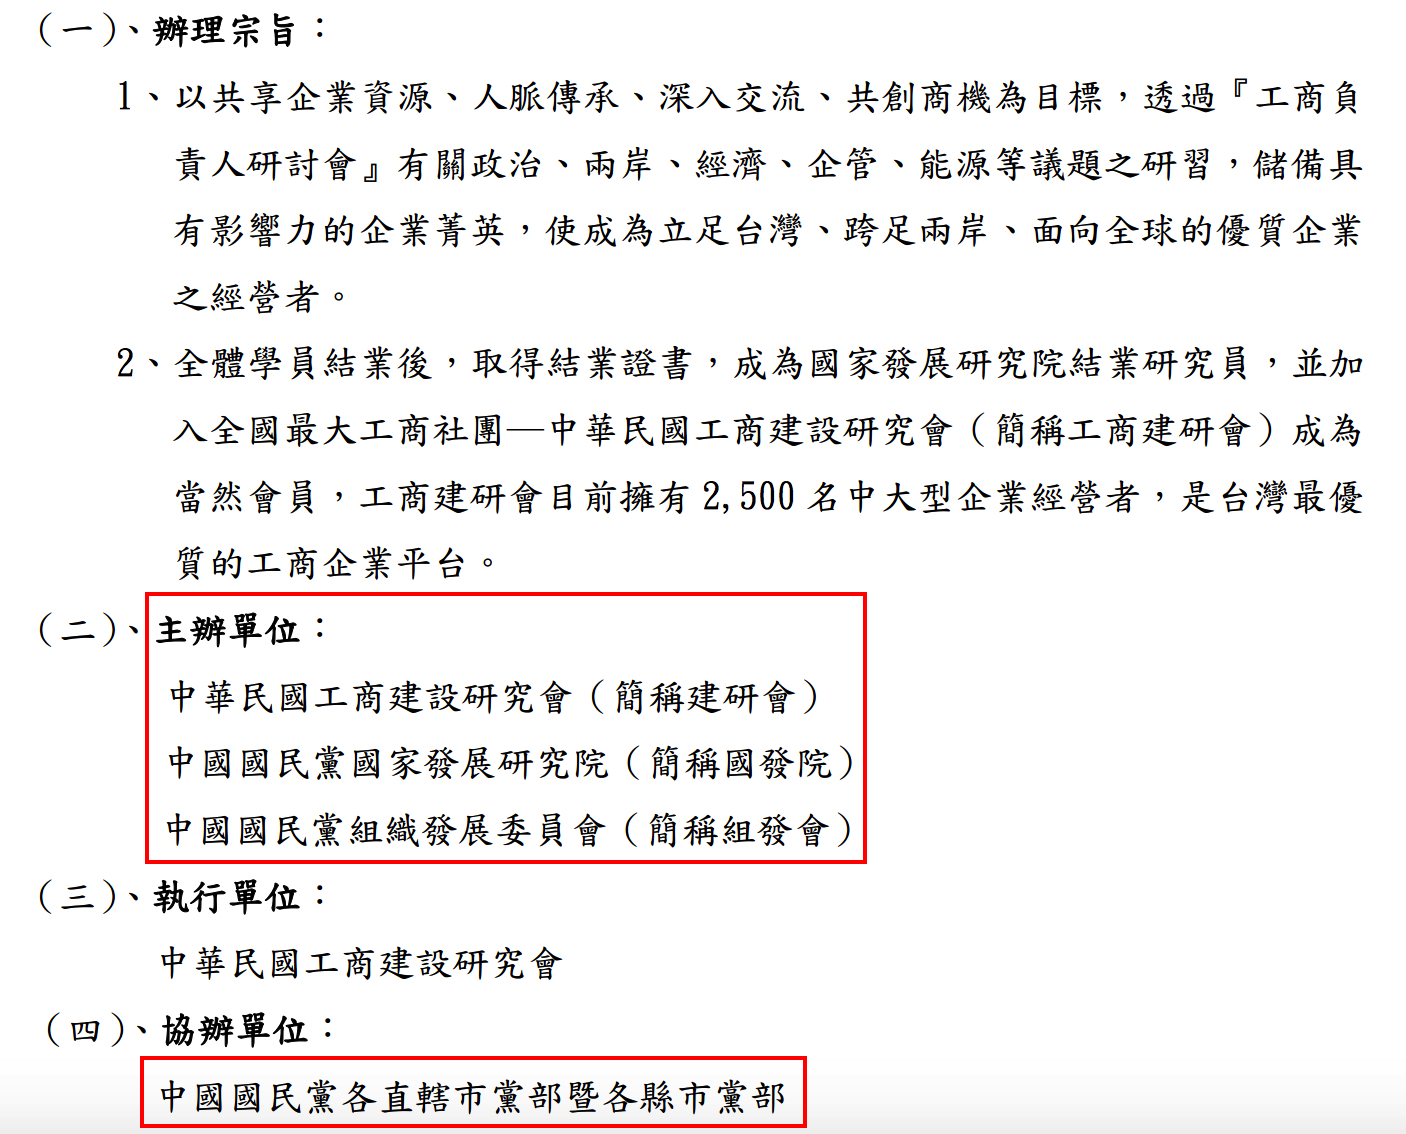 (一)、辦理宗旨：
1、以共享企業資源、人脈傳承、深入交流、共創商機為目標，透過『工商負
責人研討會』有關政治、兩岸、經濟、企管、能源等議題之研習，儲備具
有影響力的企業菁英，使成為立足台灣、跨足兩岸、面向全球的優質企業
之經營者。
2、全體學員結業後，取得結業證書，成為國家發展研究院結業研究員，並加
入全國最大工商社團—中華民國工商建設研究會（簡稱工商建研會）成為
當然會員，工商建研會目前擁有 2,500 名中大型企業經營者，是台灣最優
質的工商企業平台。
(二)、主辦單位：
中華民國工商建設研究會（簡稱建研會）
中國國民黨國家發展研究院（簡稱國發院）
中國國民黨組織發展委員會（簡稱組發會）
(三)、執行單位：
中華民國工商建設研究會
(四)、協辦單位：
中國國民黨各直轄市黨部暨各縣市黨部